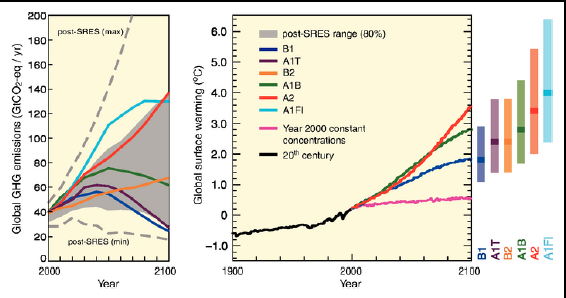 Global GHG emissions (GtCO2-eq / yr)
200
180
160
140
120
100
80
60
40
20
0
post-SRES (max)
post-SRES (min)
2000
2100
Year
Global surface warming (°C)
6.0
5.0
4.0
3.0
2.0
1.0
0
–1.0
post-SRES range (80%)
B1
A1T
B2
A1B
A2
A1FI
Year 2000 constant
concentrations
20th century
1900
2000
2100
Year
B1
A1T
B2
A1B
A2
A1FI